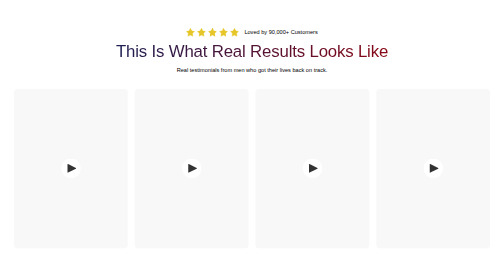 Loved by 90,000+ Customers
This Is What Real Results Looks Like
Real testimonials from men who got their lives back on track.